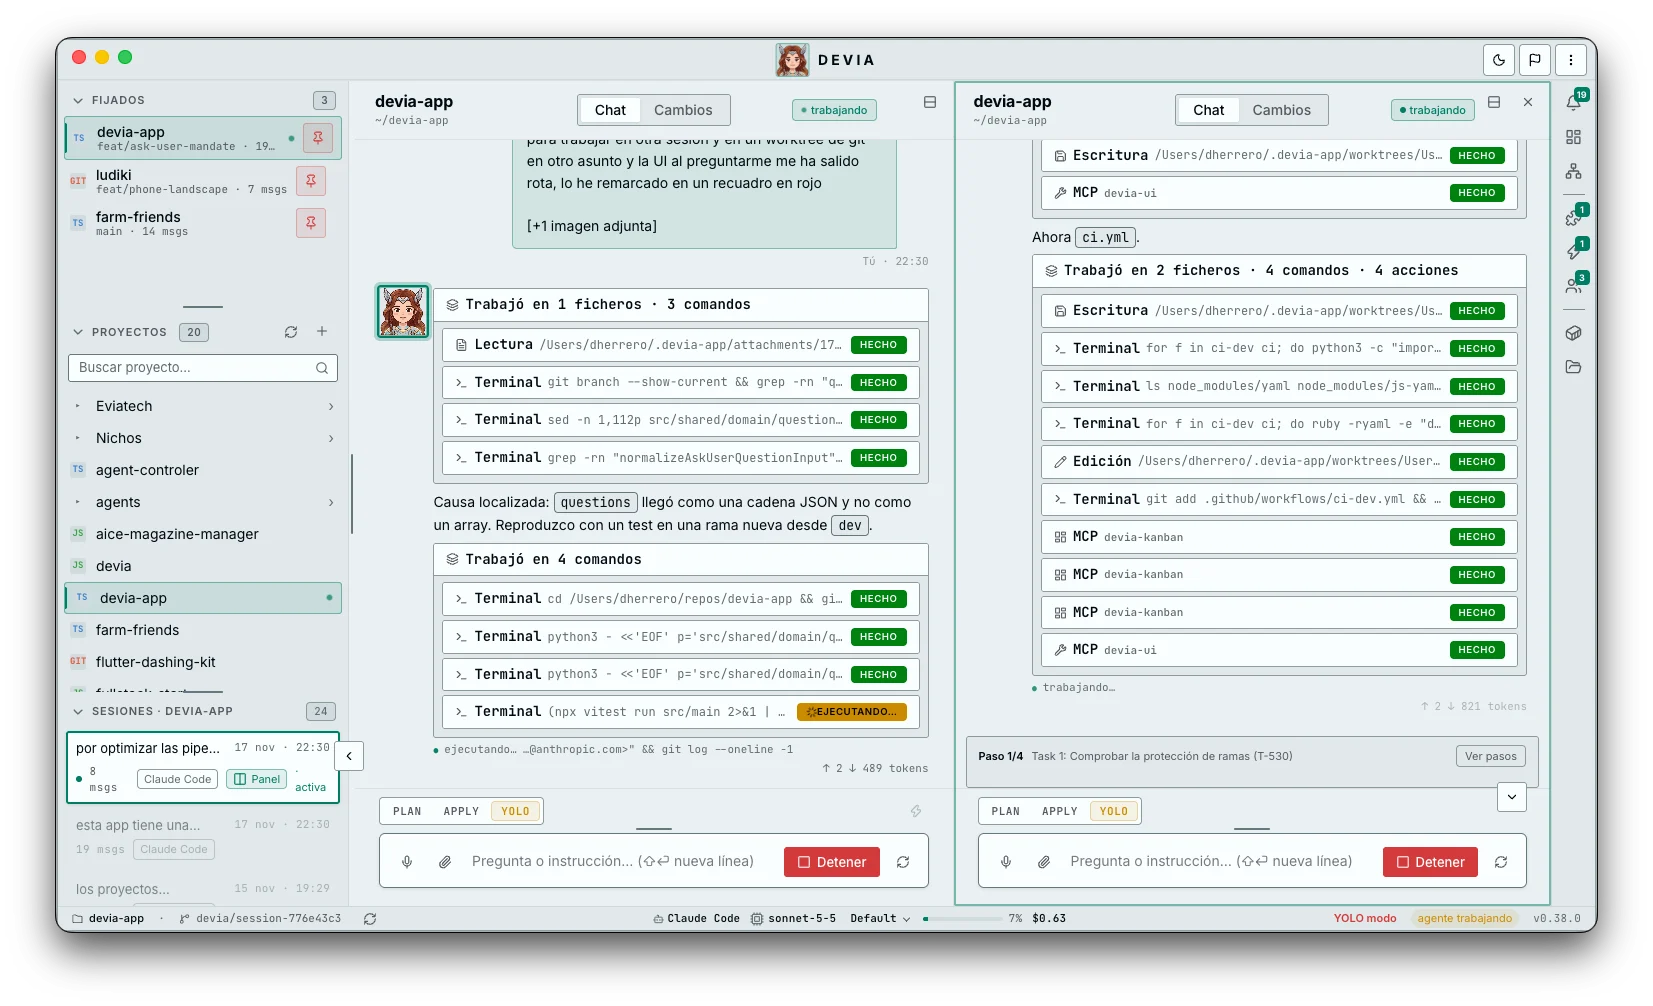 DEVIA
FIJADOS
3
TS
devia-app
feat/ask-user-mandate · 19…
GIT
ludiki
feat/phone-landscape · 7 msgs
TS
farm-friends
main · 14 msgs
PROYECTOS
20
Buscar proyecto...
Eviatech
Nichos
TS
agent-controler
agents
JS
aice-magazine-manager
JS
devia
TS
devia-app
TS
farm-friends
GIT
flutter-dashing-kit
SESIONES · DEVIA-APP
24
por optimizar las pipe...
17 nov · 22:30
8 msgs
Claude Code
Panel
· activa
esta app tiene una...
17 nov · 22:30
19 msgs
Claude Code
los proyectos...
15 nov · 19:29
devia-app
~/devia-app
Chat
Cambios
trabajando
para trabajar en otra sesión y en un worktree de git
en otro asunto y la UI al preguntarme me ha salido
rota, lo he remarcado en un recuadro en rojo
[+1 imagen adjunta]
Tú · 22:30
Trabajó en 1 ficheros · 3 comandos
Lectura /Users/dherrero/.devia-app/attachments/17… HECHO
Terminal git branch --show-current && grep -rn "q… HECHO
Terminal sed -n 1,112p src/shared/domain/question… HECHO
Terminal grep -rn "normalizeAskUserQuestionInput"… HECHO
Causa localizada: questions llegó como una cadena JSON y no como
un array. Reproduzco con un test en una rama nueva desde dev.
Trabajó en 4 comandos
Terminal cd /Users/dherrero/repos/devia-app && gi… HECHO
Terminal python3 - <<'EOF' p='src/shared/domain/q… HECHO
Terminal python3 - <<'EOF' p='src/shared/domain/q… HECHO
Terminal (npx vitest run src/main 2>&1 | … EJECUTANDO...
ejecutando… …@anthropic.com>" && git log --oneline -1
↑ 2 ↓ 489 tokens
PLAN
APPLY
YOLO
Pregunta o instrucción... (⇧⏎ nueva línea)
Detener
devia-app
~/devia-app
Chat
Cambios
trabajando
Escritura /Users/dherrero/.devia-app/worktrees/Us… HECHO
MCP devia-ui HECHO
Ahora ci.yml.
Trabajó en 2 ficheros · 4 comandos · 4 acciones
Escritura /Users/dherrero/.devia-app/worktrees/Us… HECHO
Terminal for f in ci-dev ci; do python3 -c "impor… HECHO
Terminal ls node_modules/yaml node_modules/js-yam… HECHO
Terminal for f in ci-dev ci; do ruby -ryaml -e "d… HECHO
Edición /Users/dherrero/.devia-app/worktrees/User… HECHO
Terminal git add .github/workflows/ci-dev.yml && … HECHO
MCP devia-kanban HECHO
MCP devia-kanban HECHO
MCP devia-kanban HECHO
MCP devia-ui HECHO
trabajando…
↑ 2 ↓ 821 tokens
Paso 1/4 Task 1: Comprobar la protección de ramas (T-530)
Ver pasos
PLAN
APPLY
YOLO
Pregunta o instrucción... (⇧⏎ nueva línea)
Detener
19
1
1
3
devia-app · devia/session-776e43c3
Claude Code
sonnet-5-5
Default
7%
$0.63
YOLO modo
agente trabajando
v0.38.0